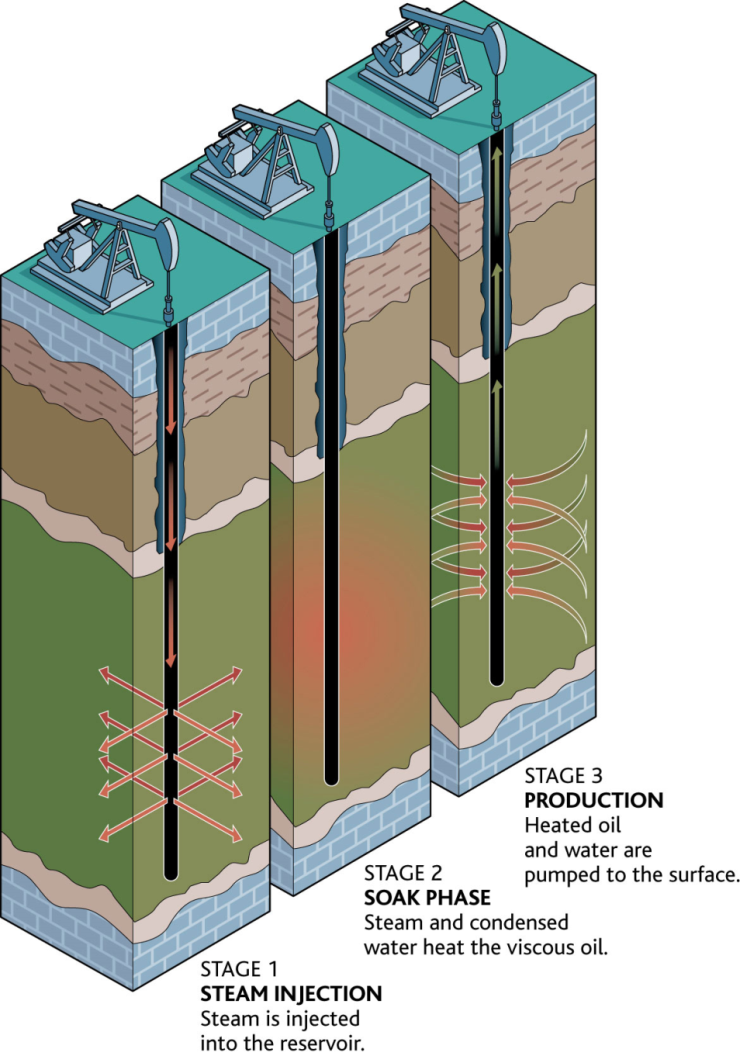 STAGE 1
STEAM INJECTION
Steam is injected
into the reservoir.
STAGE 2
SOAK PHASE
Steam and condensed
water heat the viscous oil.
STAGE 3
PRODUCTION
Heated oil
and water are
pumped to the surface.